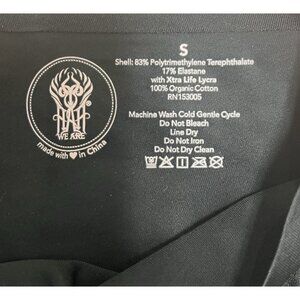 S
Shell: 83% Polytrimethylene Terephthalate
17% Elastane
with Xtra Life Lycra
100% Organic Cotton
RN153005
Machine Wash Cold Gentle Cycle
Do Not Bleach
Line Dry
Do Not Iron
Do Not Dry Clean
WE ARE
made with ♥ in China